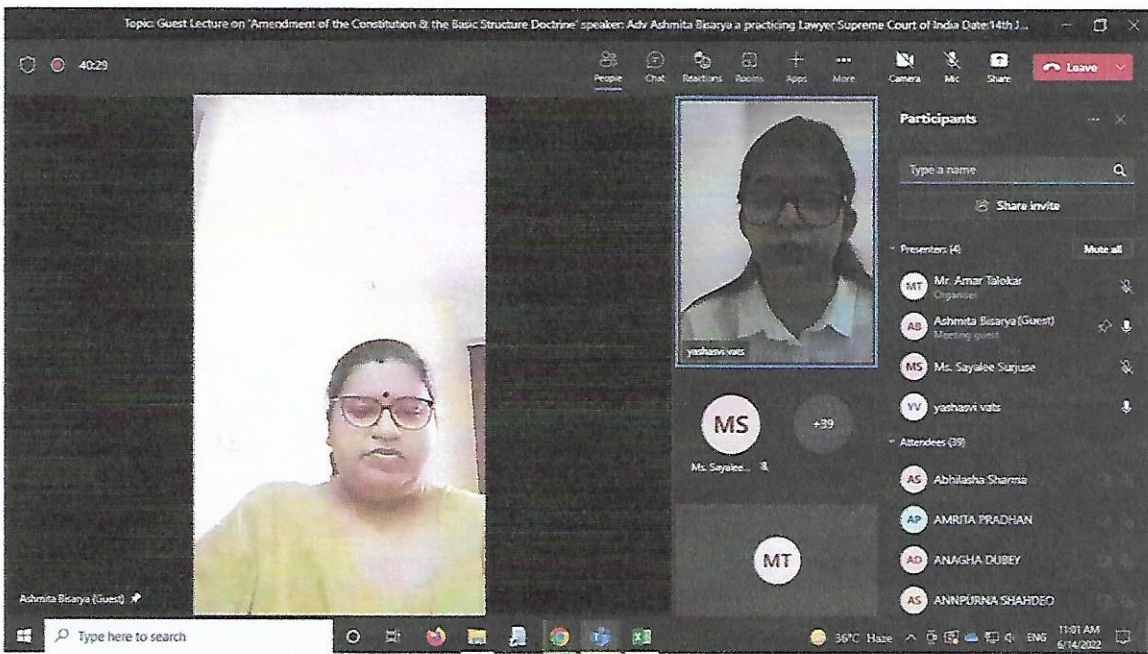 Topic: Guest Lecture on 'Amendment of the Constitution & the Basic Structure Doctrine' speaker: Adv Ashmita Bisarya a practicing Lawyer Supreme Court of India Date:14th J...
40:29
People Chat Reactions Rooms Apps More Camera Mic Share Leave
Participants
Type a name
Share invite
Presenters (4) Mute all
MT Mr. Amar Talokar
Organiser
AB Ashmita Bisarya (Guest)
Meeting guest
MS Ms. Sayalee Surjuse
YV yashasvi vats
Attendees (39)
AS Abhilasha Sharma
AP AMRITA PRADHAN
AD ANAGHA DUBEY
AS ANNPURNA SHAHDEO
yashasvi vats
MS
+39
Ms. Sayalee...
MT
Ashmita Bisarya (Guest)
Type here to search
36°C Haze
ENG
11:01 AM
6/14/2022